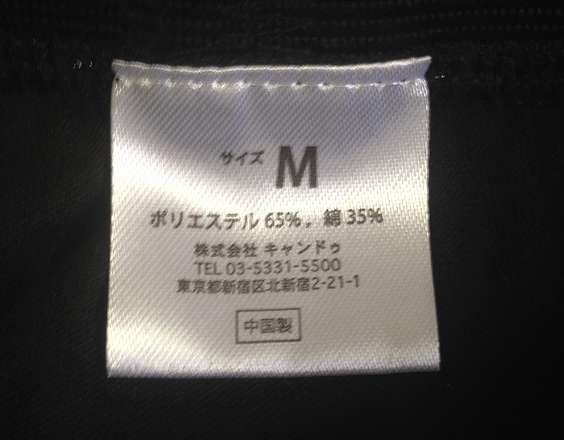 サイズ M
ポリエステル 65%, 綿 35%
株式会社 キャンドゥ
TEL 03-5331-5500
東京都新宿区北新宿2-21-1
中国製